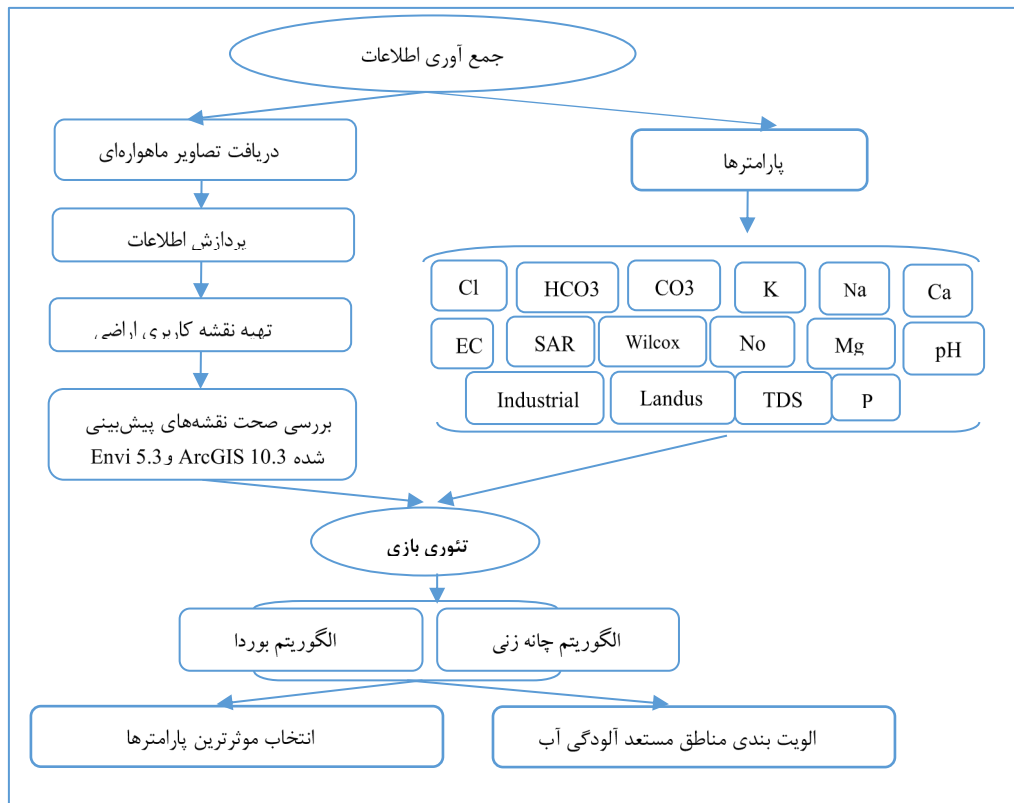 جمع آوری اطلاعات
دریافت تصاویر ماهواره‌ای
پارامترها
پردازش اطلاعات
تهیه نقشه کاربری اراضی
بررسی صحت نقشه‌های پیش‌بینی
شده ArcGIS 10.3 و Envi 5.3
Cl HCO3 CO3 K Na Ca
EC SAR Wilcox No Mg pH
Industrial Landus TDS P
تئوری بازی
الگوریتم بوردا
الگوریتم چانه زنی
انتخاب موثرترین پارامترها
الویت بندی مناطق مستعد آلودگی آب